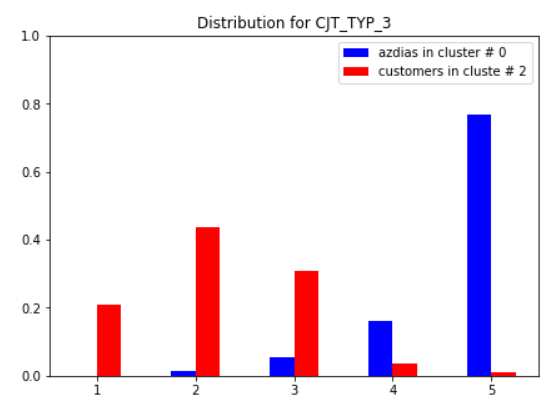 Distribution for CJT_TYP_3
1.0
azdias in cluster # 0
customers in cluste # 2
0.8
0.6
0.4
0.2
0.0
1 2 3 4 5